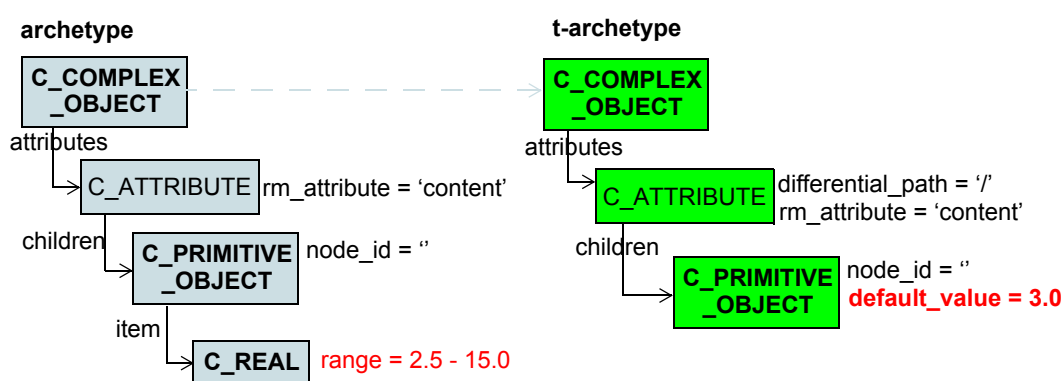 archetype
C_COMPLEX
_OBJECT
attributes
C_ATTRIBUTE
rm_attribute = ‘content’
children
C_PRIMITIVE
_OBJECT
node_id = ‘’
item
C_REAL
range = 2.5 - 15.0
t-archetype
C_COMPLEX
_OBJECT
attributes
C_ATTRIBUTE
differential_path = ‘/’
rm_attribute = ‘content’
children
C_PRIMITIVE
_OBJECT
node_id = ‘’
default_value = 3.0